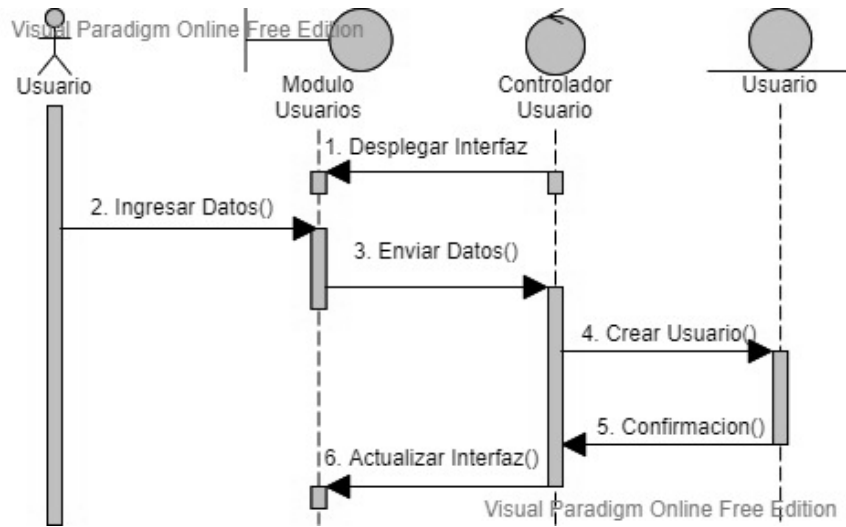 Visual Paradigm Online Free Edition
Usuario
Modulo
Usuarios
Controlador
Usuario
Usuario
1. Desplegar Interfaz
2. Ingresar Datos()
3. Enviar Datos()
4. Crear Usuario()
5. Confirmacion()
6. Actualizar Interfaz()
Visual Paradigm Online Free Edition